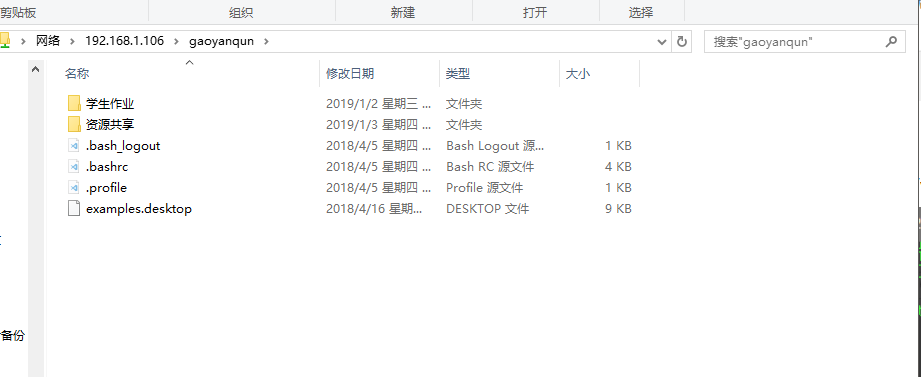 剪贴板 组织 新建 打开 选择
网络 192.168.1.106 gaoyanqun 搜索"gaoyanqun"
名称 修改日期 类型 大小
学生作业 2019/1/2 星期三 ... 文件夹
资源共享 2019/1/3 星期四 ... 文件夹
.bash_logout 2018/4/5 星期四 ... Bash Logout 源... 1 KB
.bashrc 2018/4/5 星期四 ... Bash RC 源文件 4 KB
.profile 2018/4/5 星期四 ... Profile 源文件 1 KB
examples.desktop 2018/4/16 星期... DESKTOP 文件 9 KB
备份